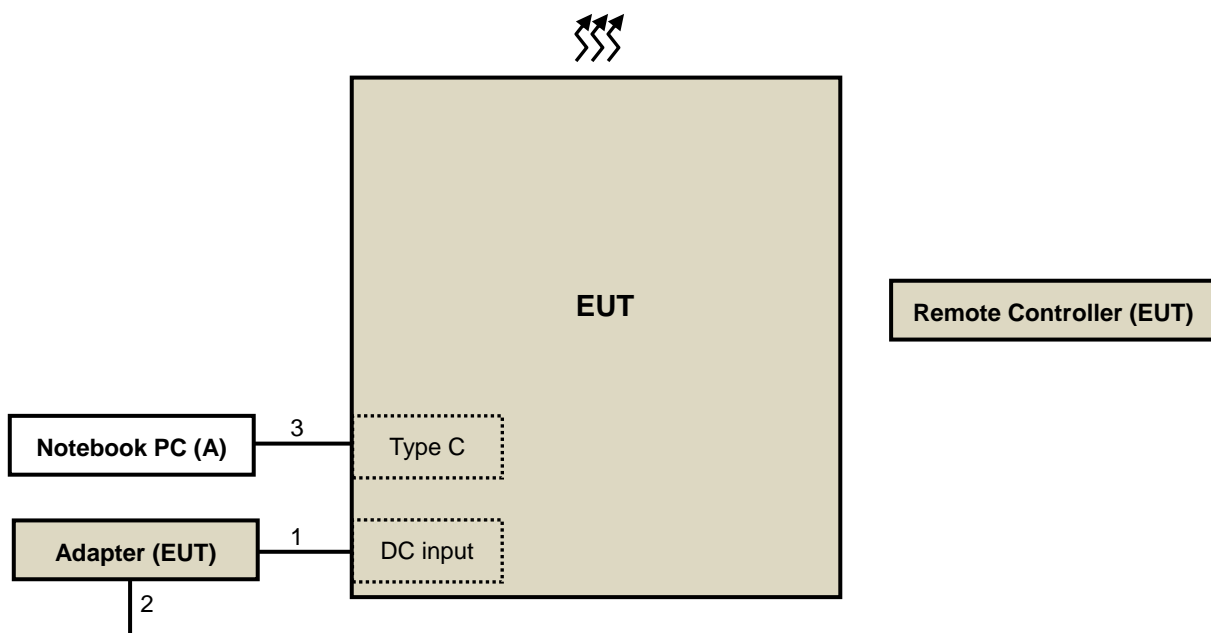 EUT
Remote Controller (EUT)
Notebook PC (A)
3
Type C
Adapter (EUT)
1
DC input
2